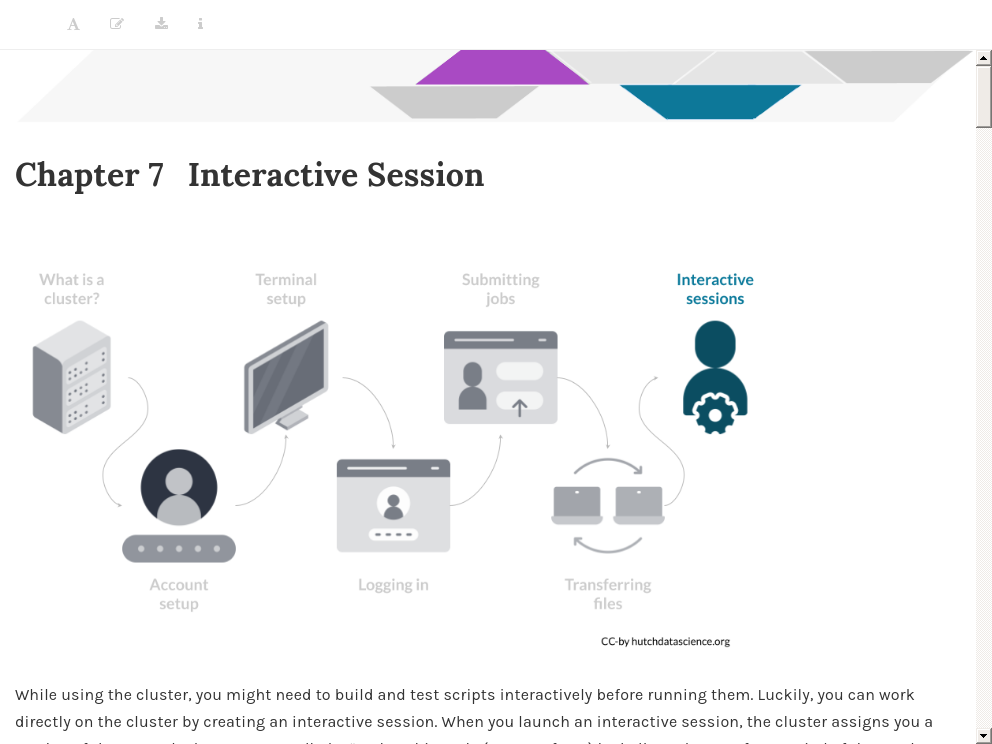 Chapter 7 Interactive Session
What is a
cluster?
Terminal
setup
Submitting
jobs
Interactive
sessions
Account
setup
Logging in
Transferring
files
CC-by hutchdatascience.org
While using the cluster, you might need to build and test scripts interactively before running them. Luckily, you can work
directly on the cluster by creating an interactive session. When you launch an interactive session, the cluster assigns you a